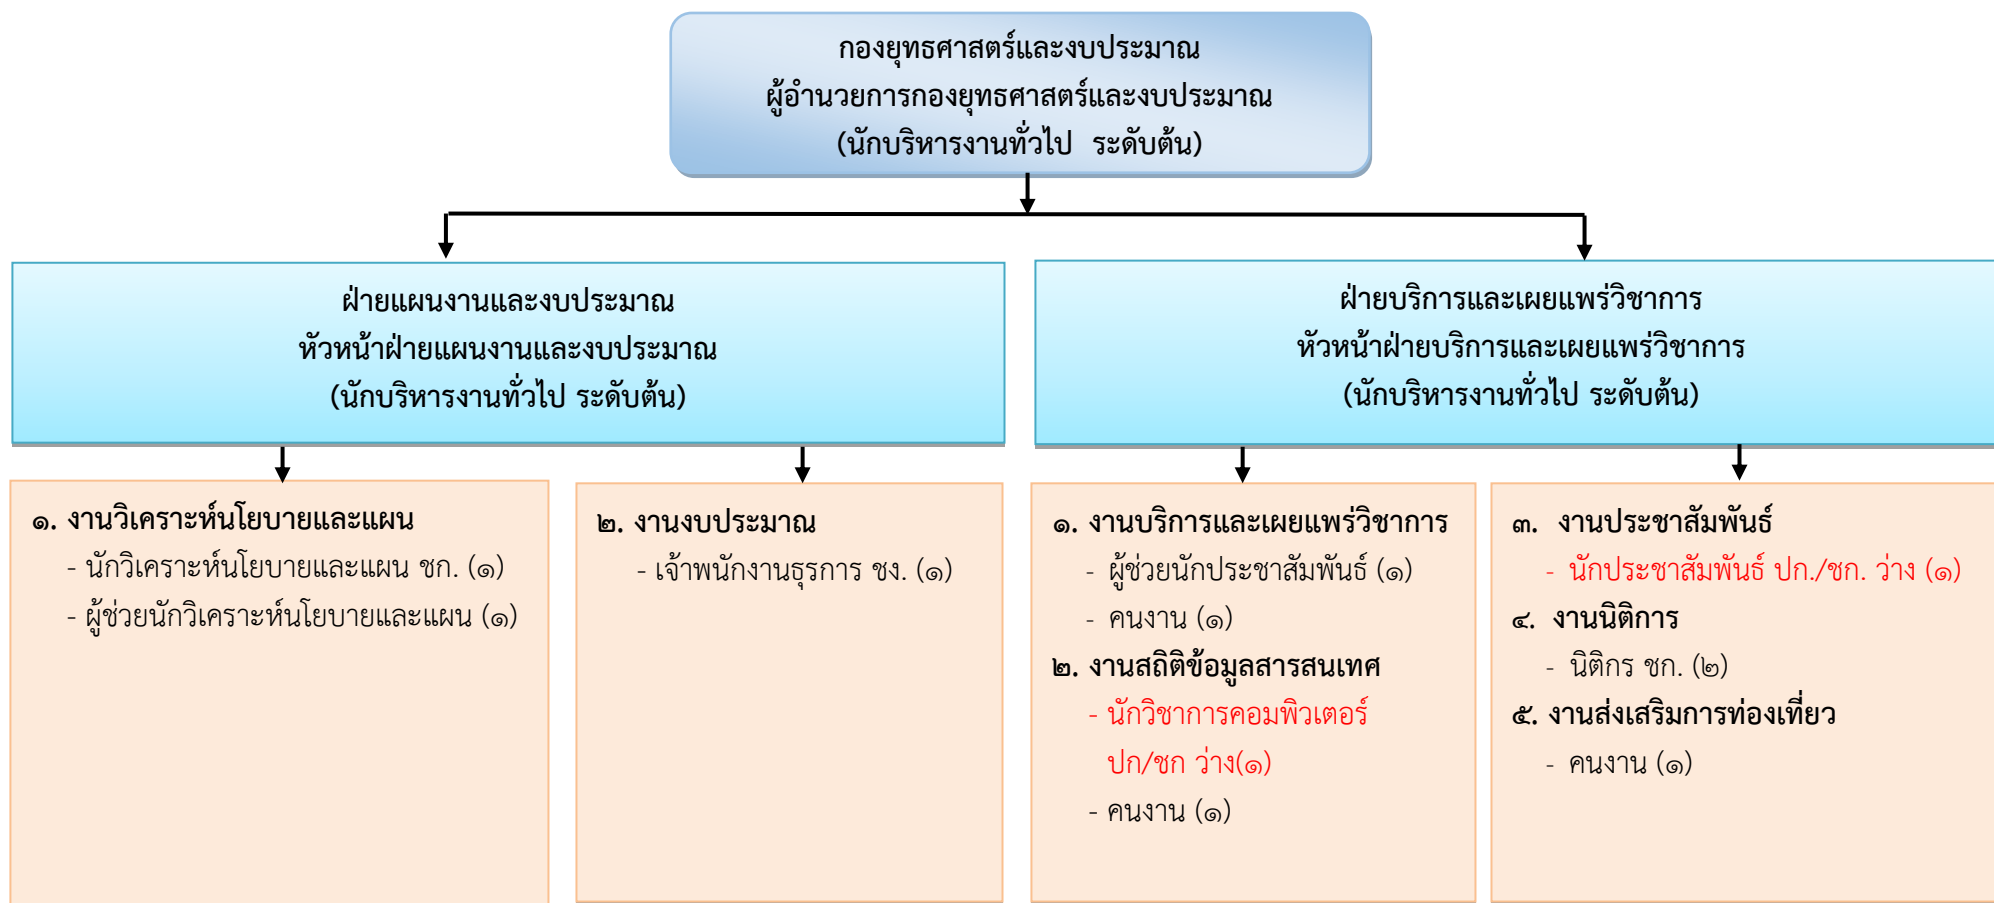 กองยุทธศาสตร์และงบประมาณ
ผู้อำนวยการกองยุทธศาสตร์และงบประมาณ
(นักบริหารงานทั่วไป ระดับต้น)
ฝ่ายแผนงานและงบประมาณ
หัวหน้าฝ่ายแผนงานและงบประมาณ
(นักบริหารงานทั่วไป ระดับต้น)
ฝ่ายบริการและเผยแพร่วิชาการ
หัวหน้าฝ่ายบริการและเผยแพร่วิชาการ
(นักบริหารงานทั่วไป ระดับต้น)
๑. งานวิเคราะห์นโยบายและแผน
- นักวิเคราะห์นโยบายและแผน ชก. (๑)
- ผู้ช่วยนักวิเคราะห์นโยบายและแผน (๑)
๒. งานงบประมาณ
- เจ้าพนักงานธุรการ ชง. (๑)
๑. งานบริการและเผยแพร่วิชาการ
- ผู้ช่วยนักประชาสัมพันธ์ (๑)
- คนงาน (๑)
๒. งานสถิติข้อมูลสารสนเทศ
- นักวิชาการคอมพิวเตอร์
ปก/ชก ว่าง(๑)
- คนงาน (๑)
๓. งานประชาสัมพันธ์
- นักประชาสัมพันธ์ ปก./ชก. ว่าง (๑)
๔. งานนิติการ
- นิติกร ชก. (๒)
๕. งานส่งเสริมการท่องเที่ยว
- คนงาน (๑)